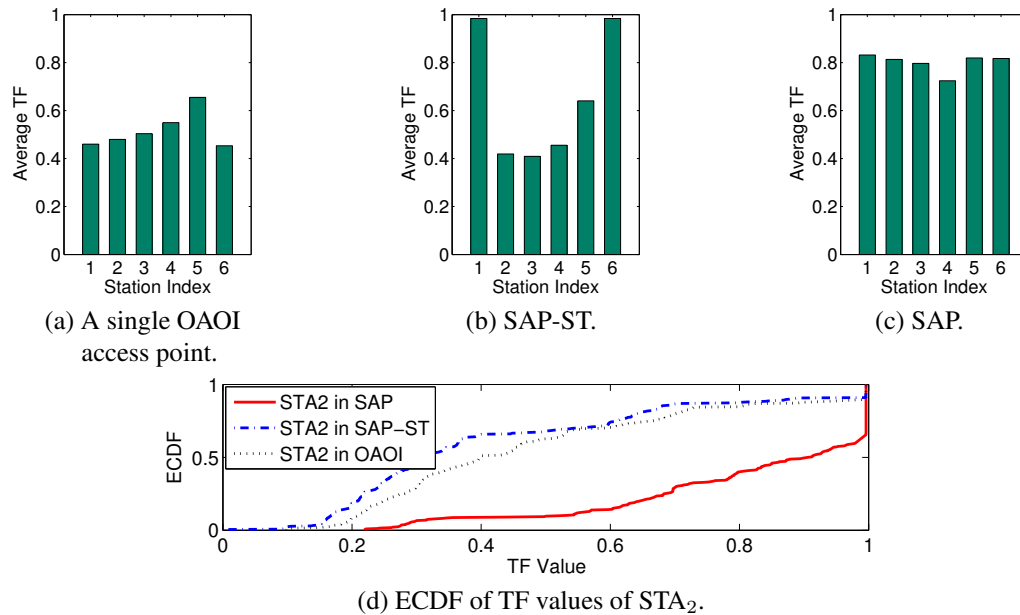 1
0.8
0.6
0.4
0.2
0
Average TF
1 2 3 4 5 6
Station Index
(a) A single OAOI
access point.
1
0.8
0.6
0.4
0.2
0
Average TF
1 2 3 4 5 6
Station Index
(b) SAP-ST.
1
0.8
0.6
0.4
0.2
0
Average TF
1 2 3 4 5 6
Station Index
(c) SAP.
1
0.5
0
ECDF
STA2 in SAP
STA2 in SAP−ST
STA2 in OAOI
0 0.2 0.4 0.6 0.8 1
TF Value
(d) ECDF of TF values of STA₂.